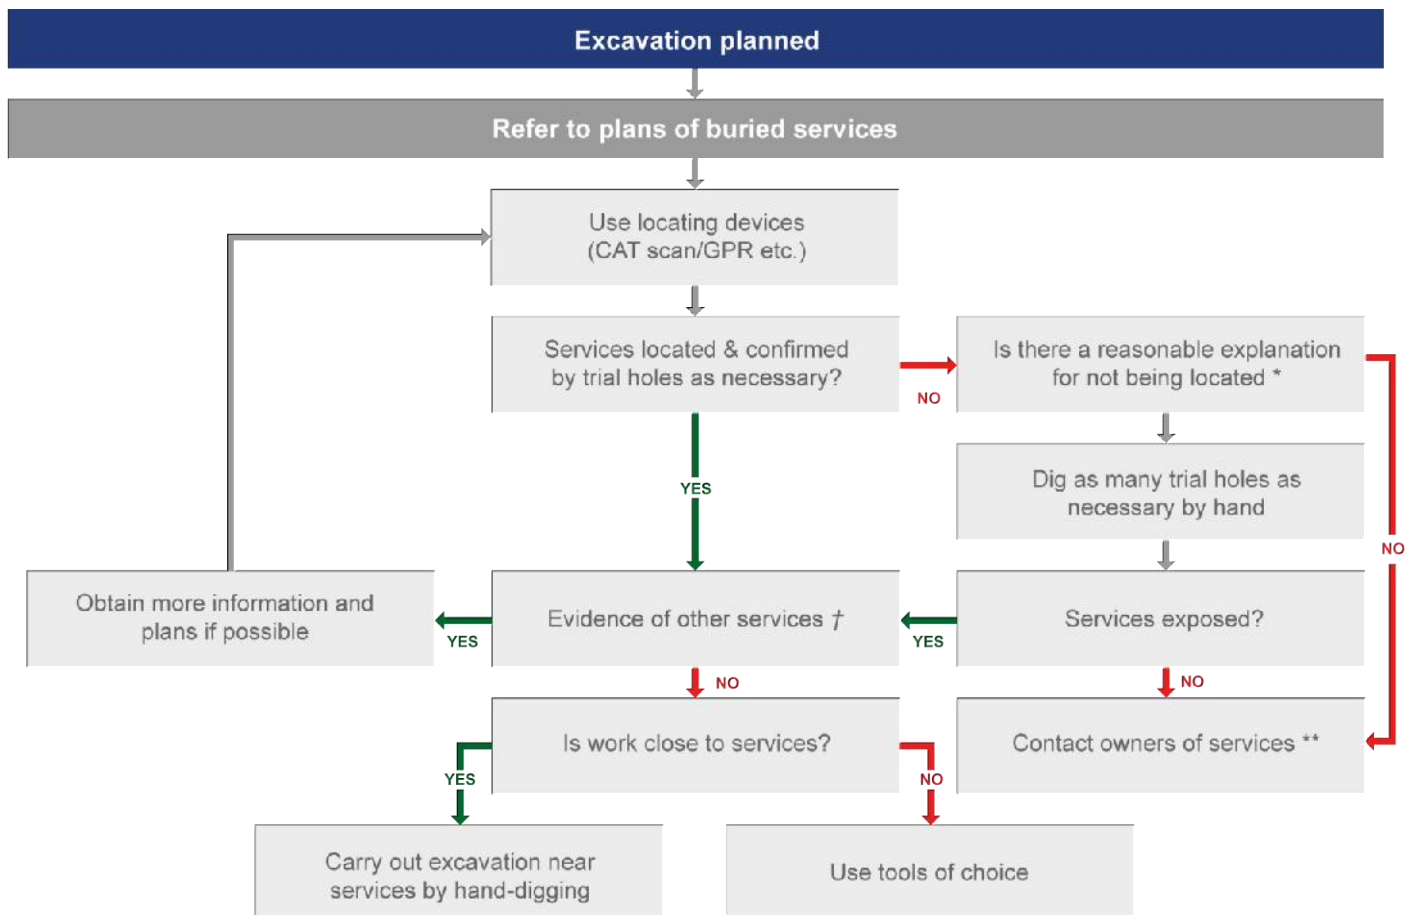 Excavation planned
Refer to plans of buried services
Use locating devices
(CAT scan/GPR etc.)
Services located & confirmed
by trial holes as necessary?
NO
Is there a reasonable explanation
for not being located *
YES
Dig as many trial holes as
necessary by hand
NO
Obtain more information and
plans if possible
YES
Evidence of other services †
YES
Services exposed?
NO
NO
Is work close to services?
Contact owners of services **
YES
NO
Carry out excavation near
services by hand-digging
Use tools of choice